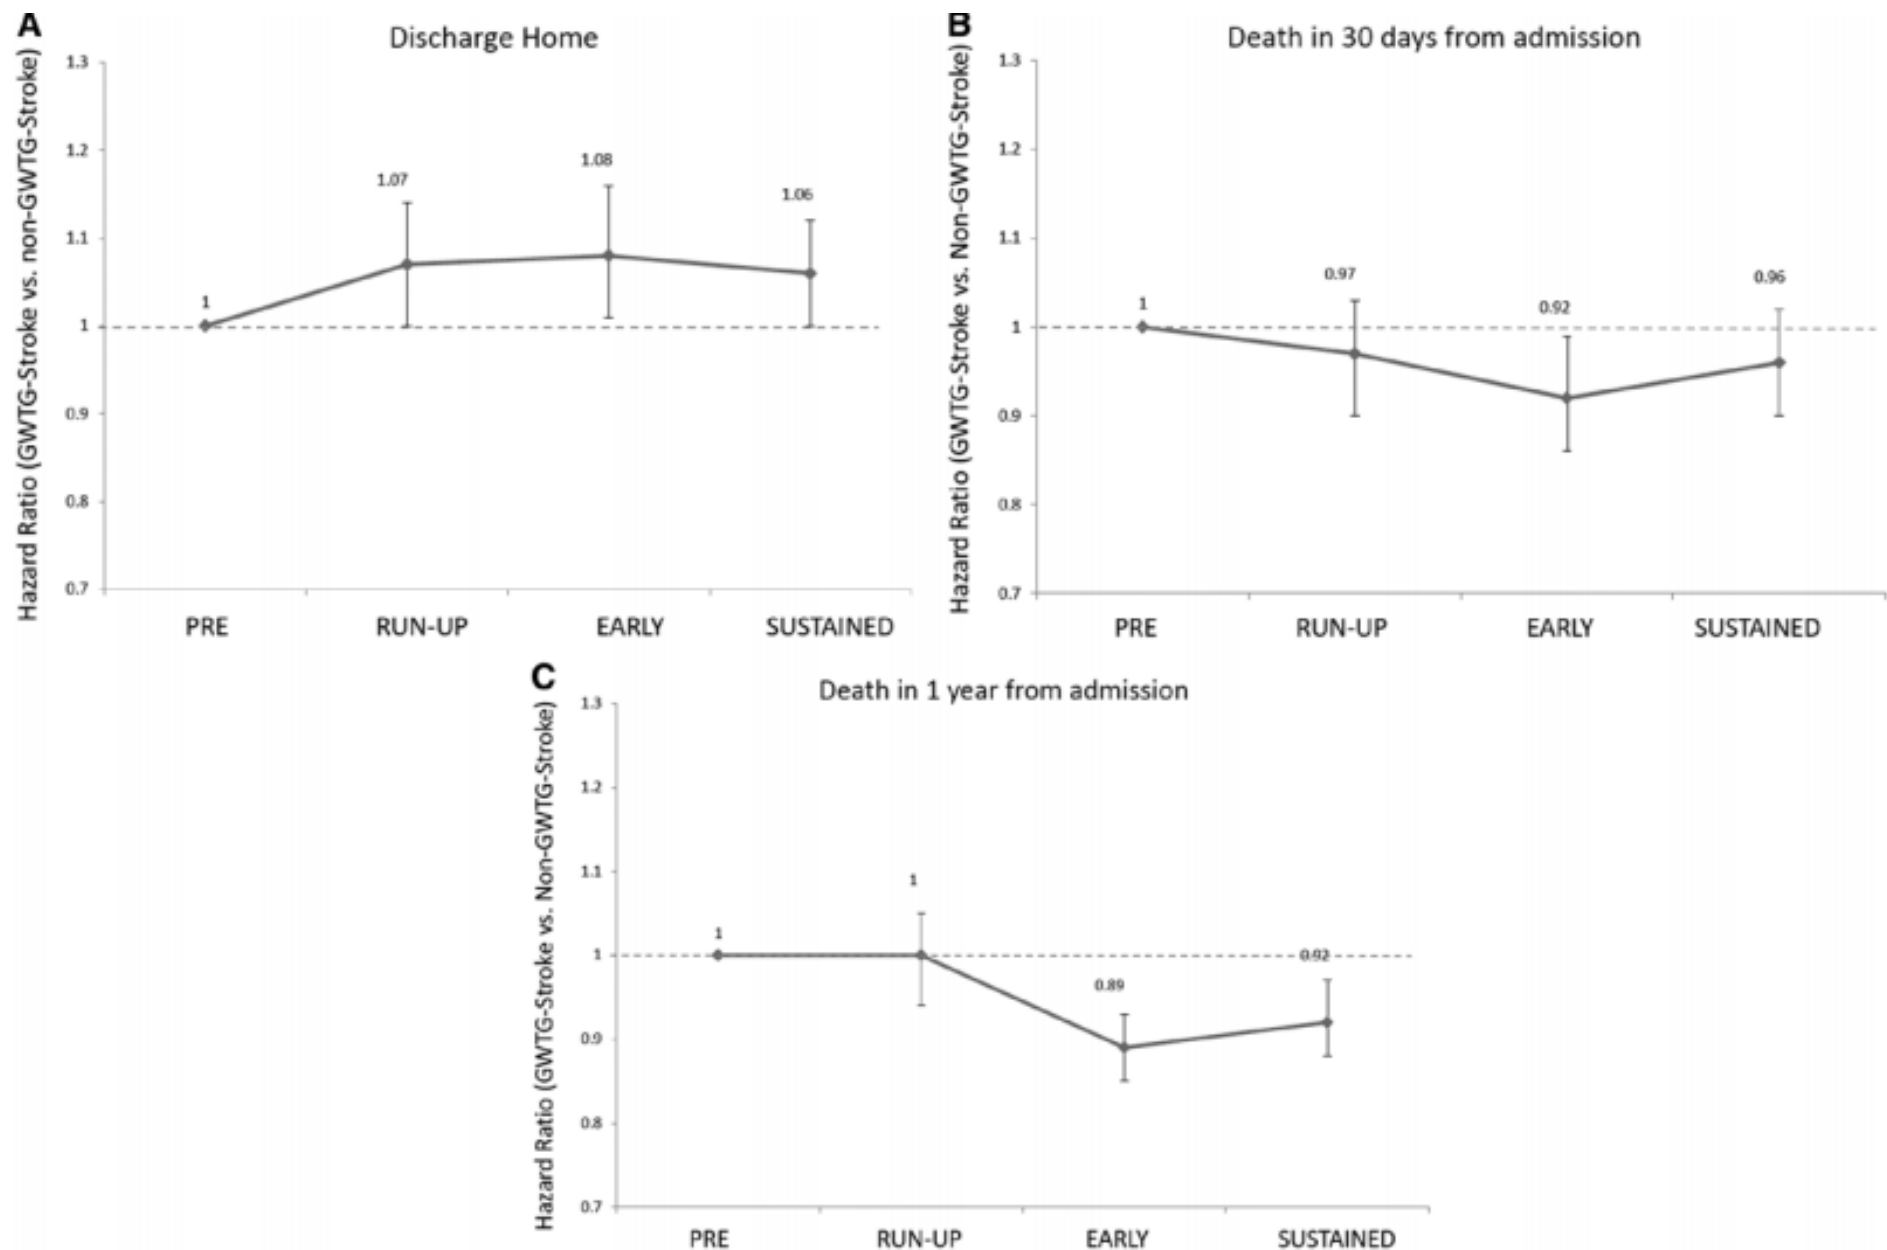 A
Discharge Home
Hazard Ratio (GWTG-Stroke vs. non-GWTG-Stroke)
1.3
1.2
1.1
1
0.9
0.8
0.7
1
1.07
1.08
1.06
PRE RUN-UP EARLY SUSTAINED
B
Death in 30 days from admission
Hazard Ratio (GWTG-Stroke vs. Non-GWTG-Stroke)
1.3
1.2
1.1
1
0.9
0.8
0.7
1
0.97
0.92
0.96
PRE RUN-UP EARLY SUSTAINED
C
Death in 1 year from admission
Hazard Ratio (GWTG-Stroke vs. Non-GWTG-Stroke)
1.3
1.2
1.1
1
0.9
0.8
0.7
1
1
0.89
0.92
PRE RUN-UP EARLY SUSTAINED